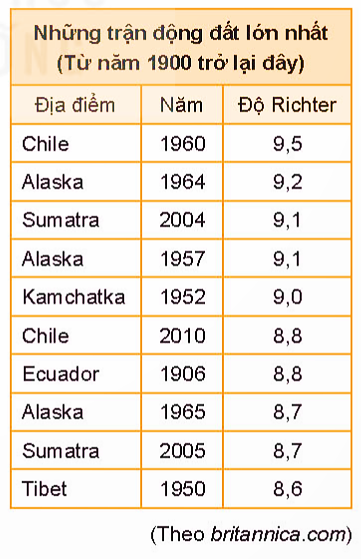 Những trận động đất lớn nhất
(Từ năm 1900 trở lại đây)
Địa điểm Năm Độ Richter
Chile 1960 9,5
Alaska 1964 9,2
Sumatra 2004 9,1
Alaska 1957 9,1
Kamchatka 1952 9,0
Chile 2010 8,8
Ecuador 1906 8,8
Alaska 1965 8,7
Sumatra 2005 8,7
Tibet 1950 8,6
(Theo britannica.com)